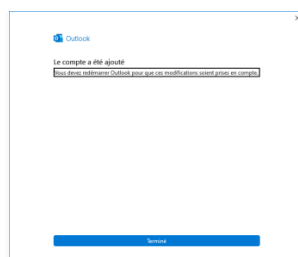 Outlook
Le compte a été ajouté
Vous devez redémarrer Outlook pour que ces modifications soient prises en compte.
Terminé